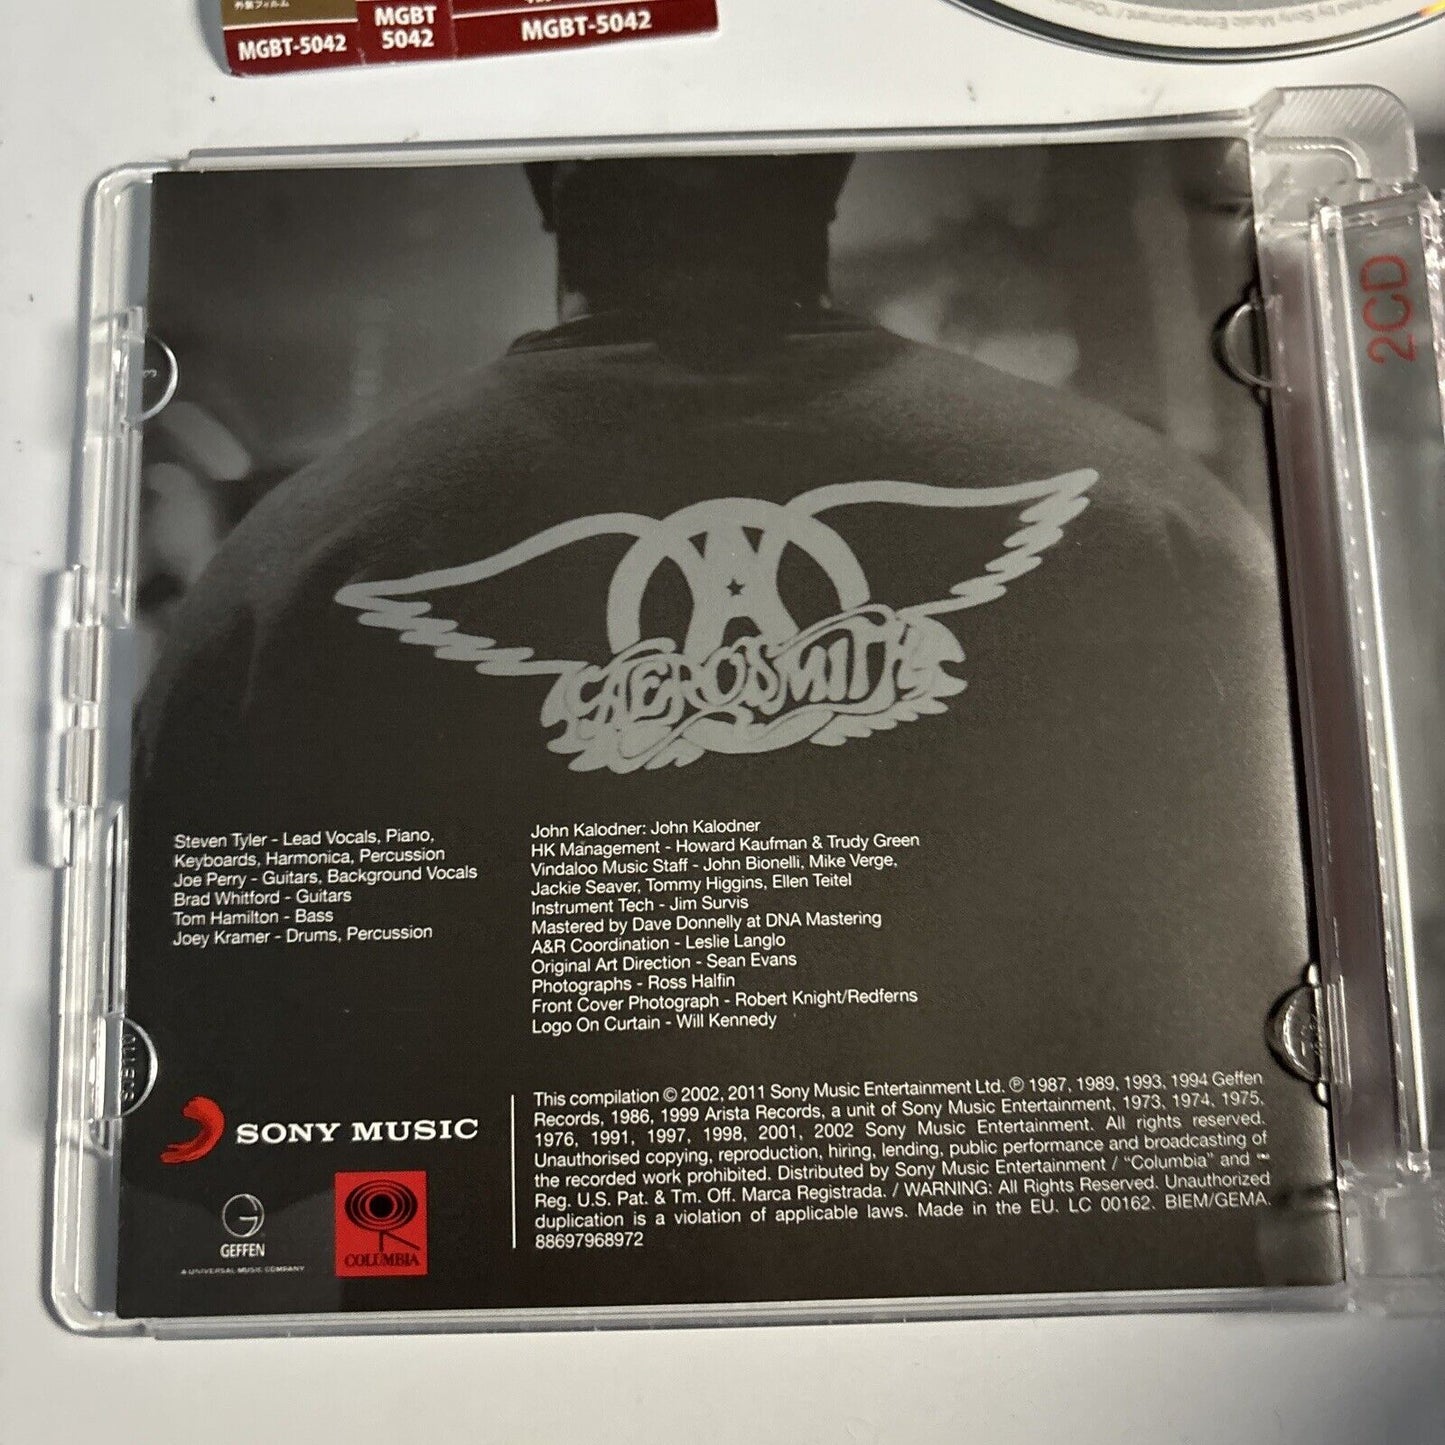 外装フィルム
MGBT-5042
MGBT
5042
MGBT-5042
2CD
A
AEROSMITH
Steven Tyler - Lead Vocals, Piano,
Keyboards, Harmonica, Percussion
Joe Perry - Guitars, Background Vocals
Brad Whitford - Guitars
Tom Hamilton - Bass
Joey Kramer - Drums, Percussion
John Kalodner: John Kalodner
HK Management - Howard Kaufman & Trudy Green
Vindaloo Music Staff - John Bionelli, Mike Verge,
Jackie Seaver, Tommy Higgins, Ellen Teitel
Instrument Tech - Jim Survis
Mastered by Dave Donnelly at DNA Mastering
A&R Coordination - Leslie Langlo
Original Art Direction - Sean Evans
Photographs - Ross Halfin
Front Cover Photograph - Robert Knight/Redferns
Logo On Curtain - Will Kennedy
SONY MUSIC
G
GEFFEN
A UNIVERSAL MUSIC COMPANY
COLUMBIA
This compilation © 2002, 2011 Sony Music Entertainment Ltd. ℗ 1987, 1989, 1993, 1994 Geffen
Records, 1986, 1999 Arista Records, a unit of Sony Music Entertainment, 1973, 1974, 1975,
1976, 1991, 1997, 1998, 2001, 2002 Sony Music Entertainment. All rights reserved.
Unauthorised copying, reproduction, hiring, lending, public performance and broadcasting of
the recorded work prohibited. Distributed by Sony Music Entertainment / “Columbia” and
Reg. U.S. Pat. & Tm. Off. Marca Registrada. / WARNING: All Rights Reserved. Unauthorized
duplication is a violation of applicable laws. Made in the EU. LC 00162. BIEM/GEMA.
88697968972